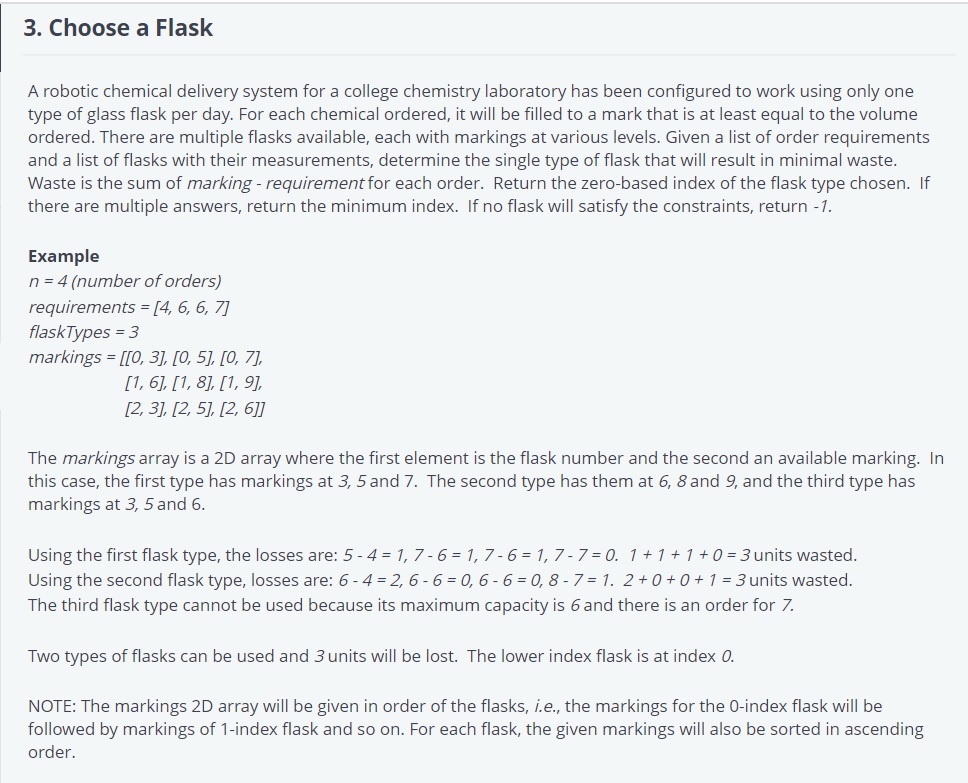 3. Choose a Flask
A robotic chemical delivery system for a college chemistry laboratory has been configured to work using only one
type of glass flask per day. For each chemical ordered, it will be filled to a mark that is at least equal to the volume
ordered. There are multiple flasks available, each with markings at various levels. Given a list of order requirements
and a list of flasks with their measurements, determine the single type of flask that will result in minimal waste.
Waste is the sum of marking - requirement for each order. Return the zero-based index of the flask type chosen. If
there are multiple answers, return the minimum index. If no flask will satisfy the constraints, return -1.
Example
n = 4 (number of orders)
requirements = [4, 6, 6, 7]
flaskTypes = 3
markings = [[0, 3], [0, 5], [0, 7],
[1, 6], [1, 8], [1, 9],
[2, 3], [2, 5], [2, 6]]
The markings array is a 2D array where the first element is the flask number and the second an available marking. In
this case, the first type has markings at 3, 5 and 7. The second type has them at 6, 8 and 9, and the third type has
markings at 3, 5 and 6.
Using the first flask type, the losses are: 5 - 4 = 1, 7 - 6 = 1, 7 - 6 = 1, 7 - 7 = 0. 1 + 1 + 1 + 0 = 3 units wasted.
Using the second flask type, losses are: 6 - 4 = 2, 6 - 6 = 0, 6 - 6 = 0, 8 - 7 = 1. 2 + 0 + 0 + 1 = 3 units wasted.
The third flask type cannot be used because its maximum capacity is 6 and there is an order for 7.
Two types of flasks can be used and 3 units will be lost. The lower index flask is at index 0.
NOTE: The markings 2D array will be given in order of the flasks, i.e., the markings for the 0-index flask will be
followed by markings of 1-index flask and so on. For each flask, the given markings will also be sorted in ascending
order.